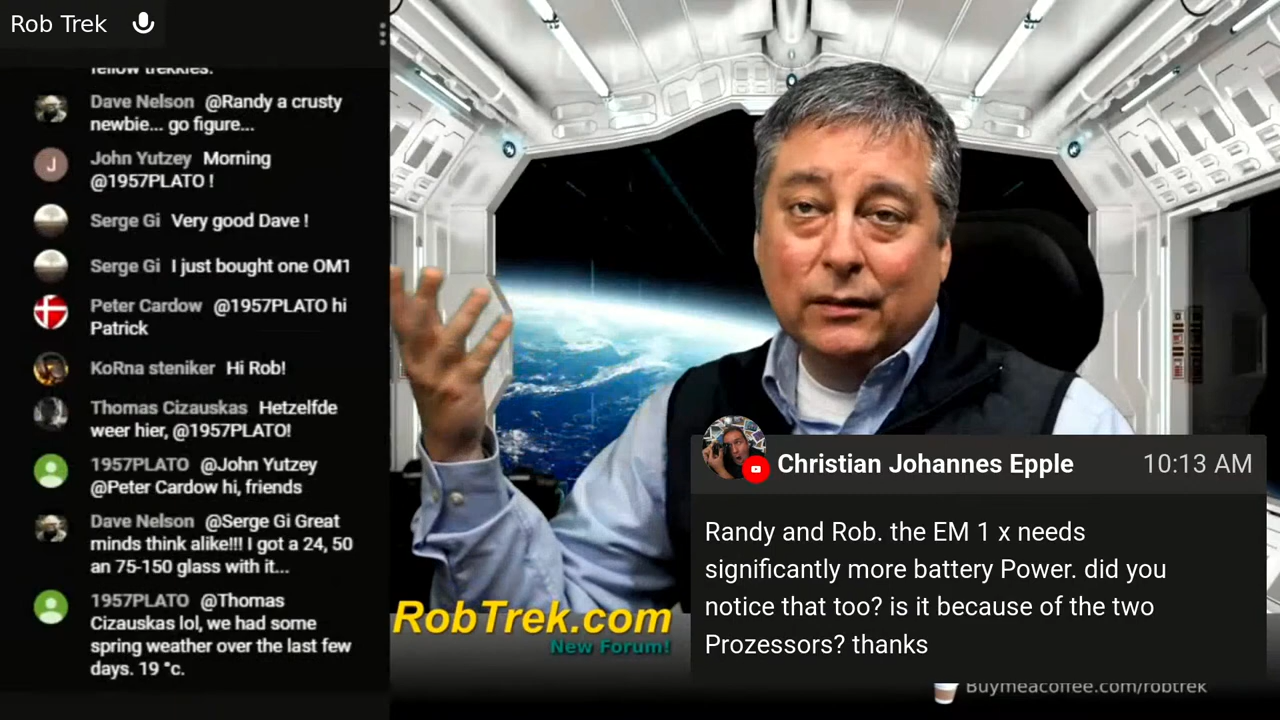 Rob Trek
fellow trekkies.
Dave Nelson @Randy a crusty
newbie... go figure...
J
John Yutzey Morning
@1957PLATO !
Serge Gi Very good Dave !
Serge Gi I just bought one OM1
Peter Cardow @1957PLATO hi
Patrick
KoRna steniker Hi Rob!
Thomas Cizauskas Hetzelfde
weer hier, @1957PLATO!
1957PLATO @John Yutzey
@Peter Cardow hi, friends
Dave Nelson @Serge Gi Great
minds think alike!!! I got a 24, 50
an 75-150 glass with it...
1957PLATO @Thomas
Cizauskas lol, we had some
spring weather over the last few
days. 19 °c.
RobTrek.com
New Forum!
Christian Johannes Epple 10:13 AM
Randy and Rob. the EM 1 x needs
significantly more battery Power. did you
notice that too? is it because of the two
Prozessors? thanks
Buymeacoffee.com/robtrek